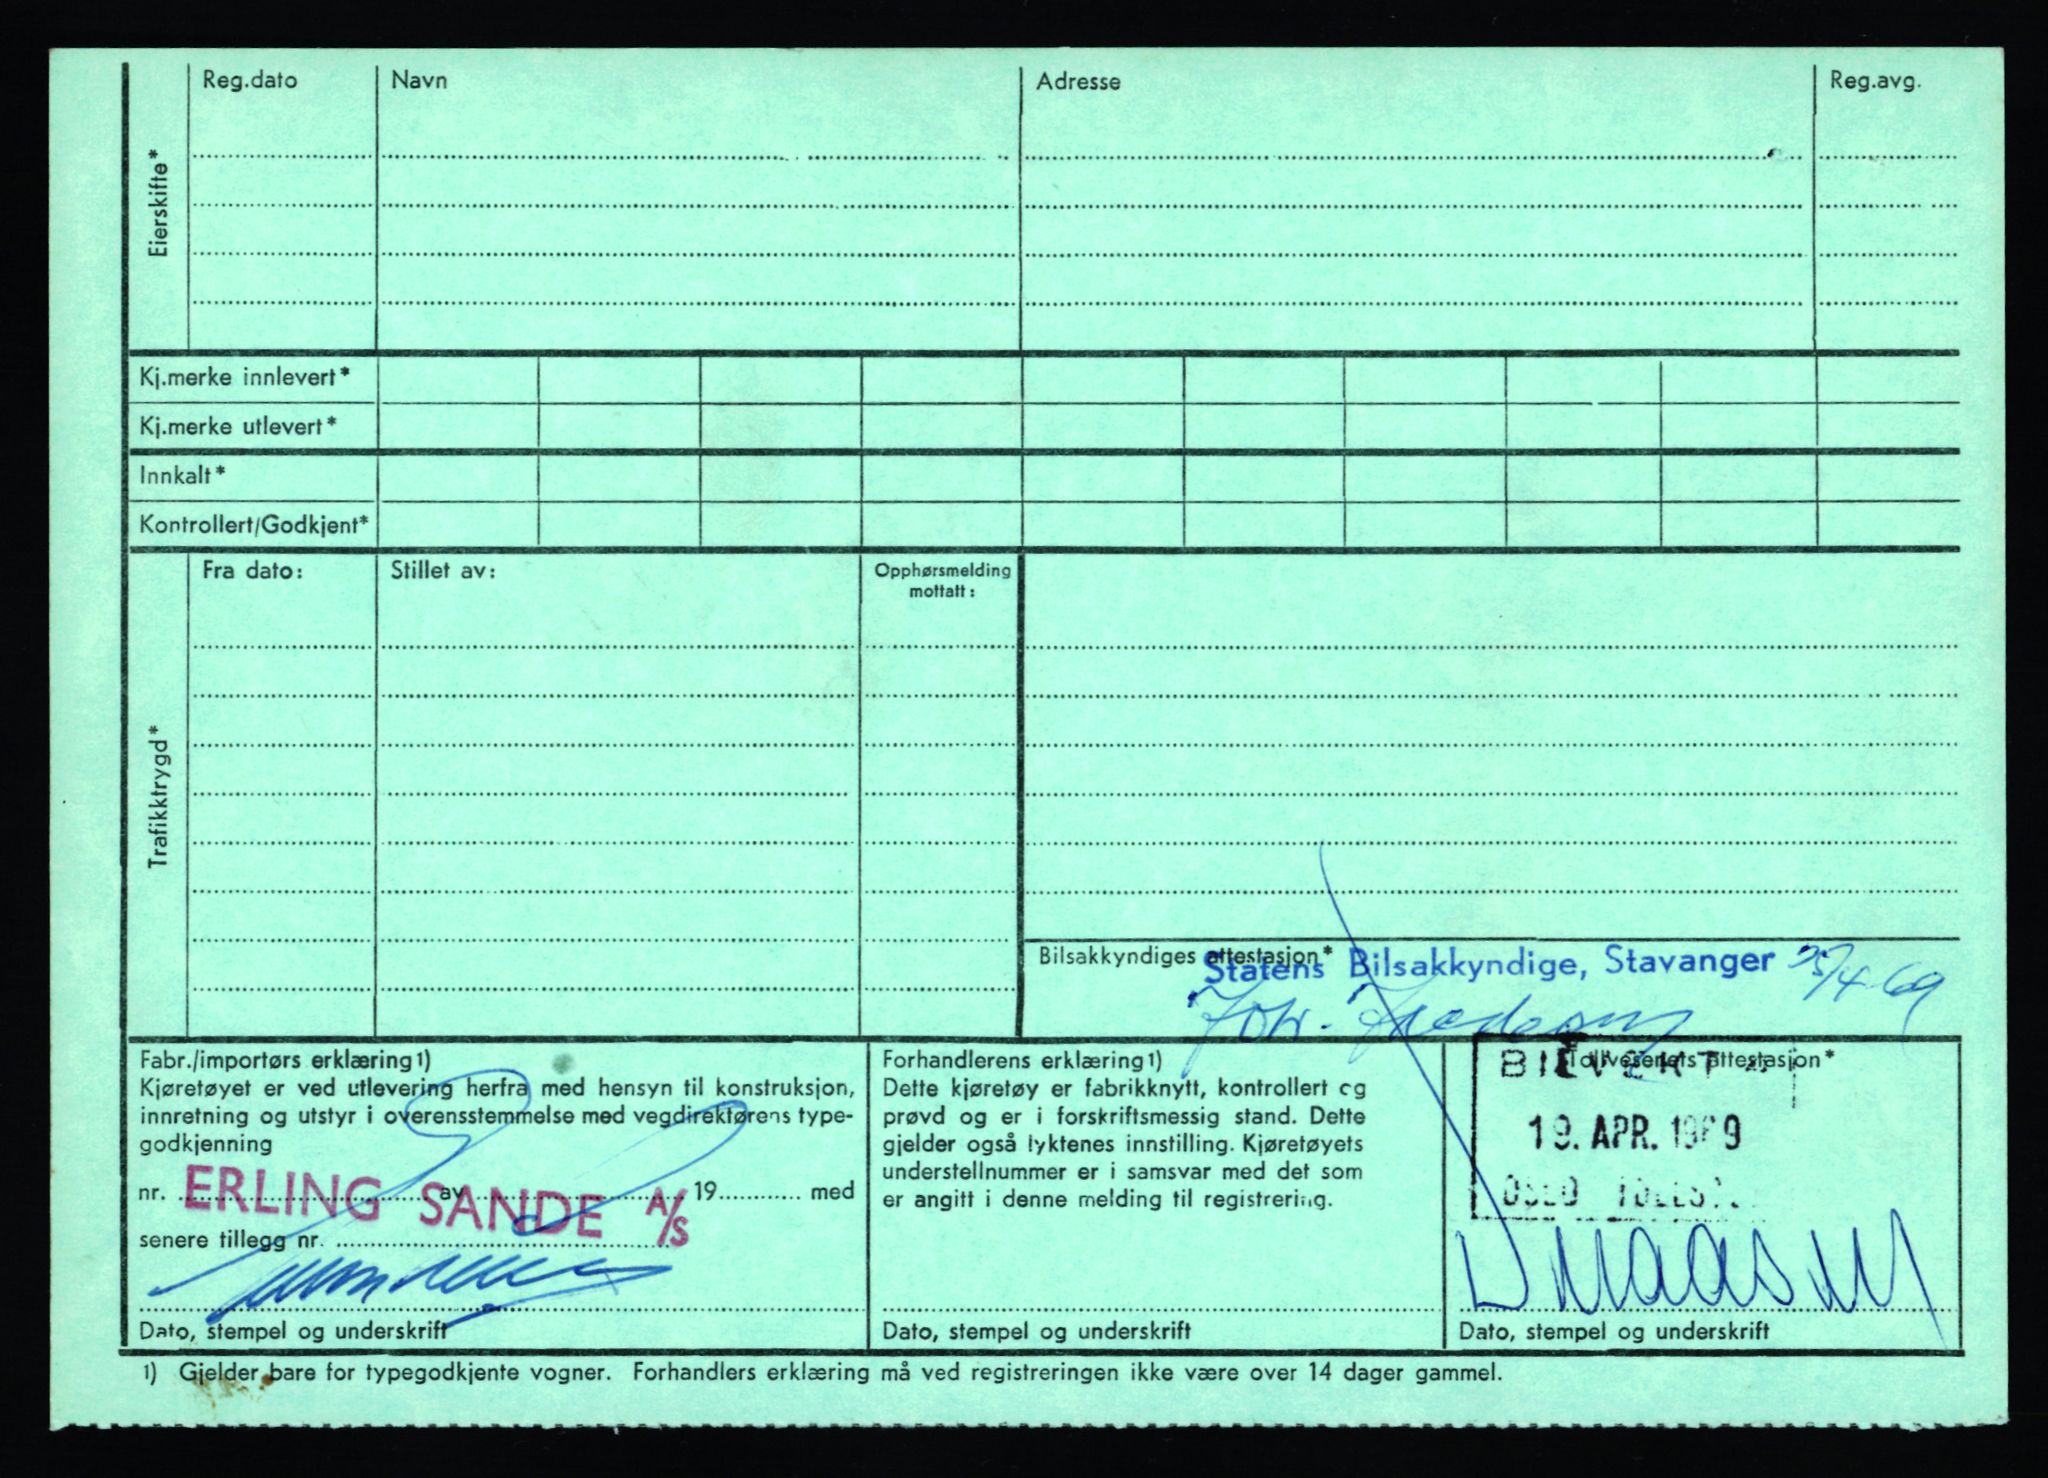 Eierskifte*
Reg.dato Navn Adresse Reg.avg.
Kj.merke innlevert*
Kj.merke utlevert*
Innkalt*
Kontrollert/Godkjent*
Trafikktrygd*
Fra dato: Stillet av: Opphørsmelding
mottatt:
Bilsakkyndiges attestasjon*
Statens Bilsakkyndige, Stavanger 25/4-69
Fabr./importørs erklæring1)
Kjøretøyet er ved utlevering herfra med hensyn til konstruksjon,
innretning og utstyr i overensstemmelse med vegdirektørens type-
godkjenning
nr. av 19 med
ERLING SANDE A/S
senere tillegg nr.
Dato, stempel og underskrift
Forhandlerens erklæring1)
Dette kjøretøy er fabrikknytt, kontrollert og
prøvd og er i forskriftsmessig stand. Dette
gjelder også lyktenes innstilling. Kjøretøyets
understellnummer er i samsvar med det som
er angitt i denne melding til registrering.
Dato, stempel og underskrift
Tollvesenets attestasjon*
19. APR. 1969
OSLO
Dato, stempel og underskrift
1) Gjelder bare for typegodkjente vogner. Forhandlers erklæring må ved registreringen ikke være over 14 dager gammel.